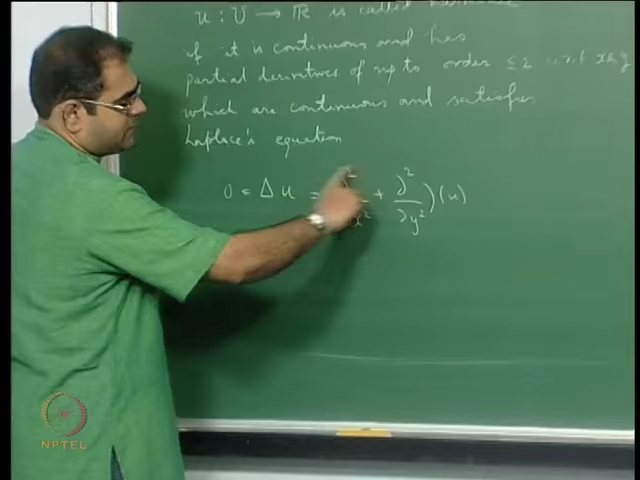 u : U → ℝ is called harmonic
if it is continuous and has
partial derivatives of up to order ≤ 2 w.r.t x & y
which are continuous and satisfies
Laplace's equation
0 = Δ u = + ∂²/∂y²)(u)
NPTEL